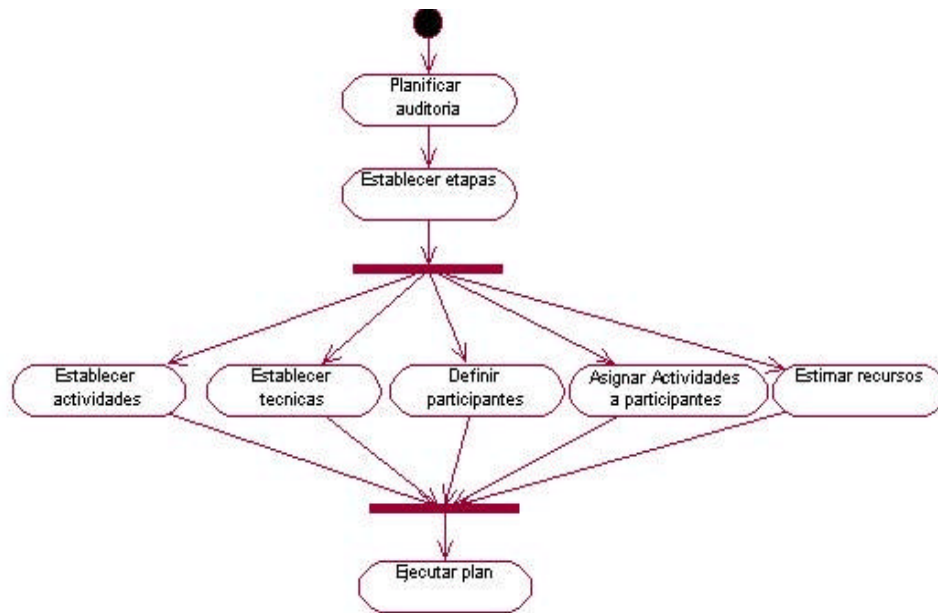 Planificar
auditoria
Establecer etapas
Establecer
actividades
Establecer
tecnicas
Definir
participantes
Asignar Actividades
a participantes
Estimar recursos
Ejecutar plan